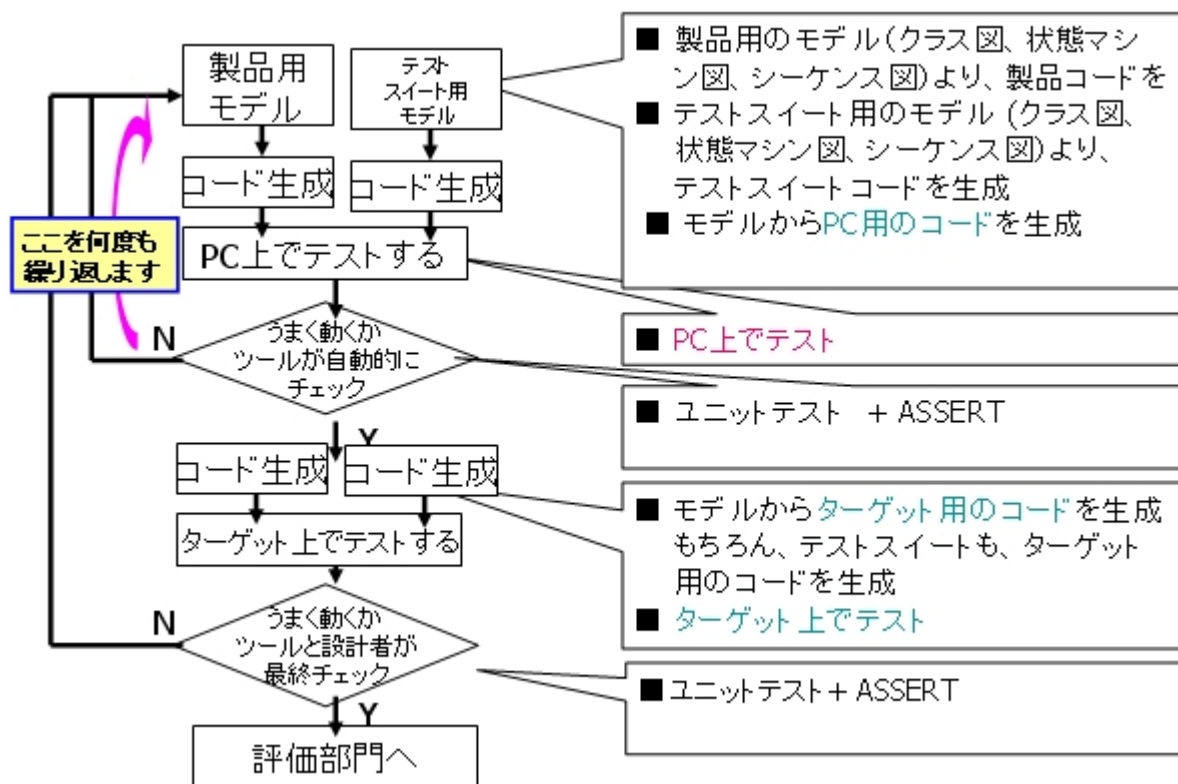 製品用
モデル
テスト
スイート用
モデル
コード生成
コード生成
PC上でテストする
ここを何度も
繰り返します
N
うまく動くか
ツールが自動的に
チェック
Y
コード生成
コード生成
ターゲット上でテストする
N
うまく動くか
ツールと設計者が
最終チェック
Y
評価部門へ
■ 製品用のモデル(クラス図、状態マシ
ン図、シーケンス図)より、製品コードを
■ テストスイート用のモデル (クラス図、
状態マシン図、シーケンス図)より、
テストスイートコードを生成
■ モデルからPC用のコードを生成
■ PC上でテスト
■ ユニットテスト + ASSERT
■ モデルからターゲット用のコードを生成
もちろん、テストスイートも、ターゲット
用のコードを生成
■ ターゲット上でテスト
■ ユニットテスト+ ASSERT